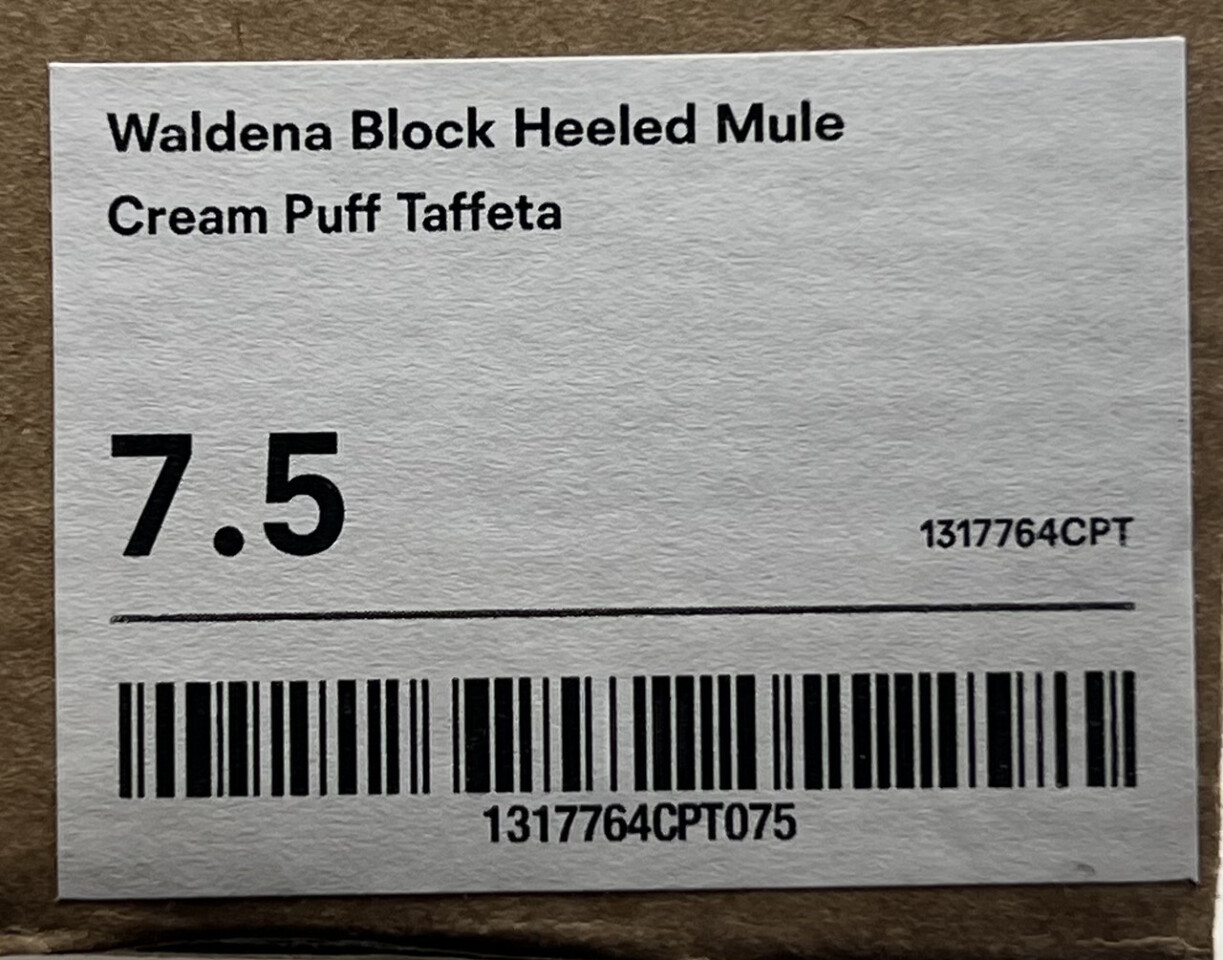 Waldena Block Heeled Mule
Cream Puff Taffeta
7.5
1317764CPT
1317764CPT075